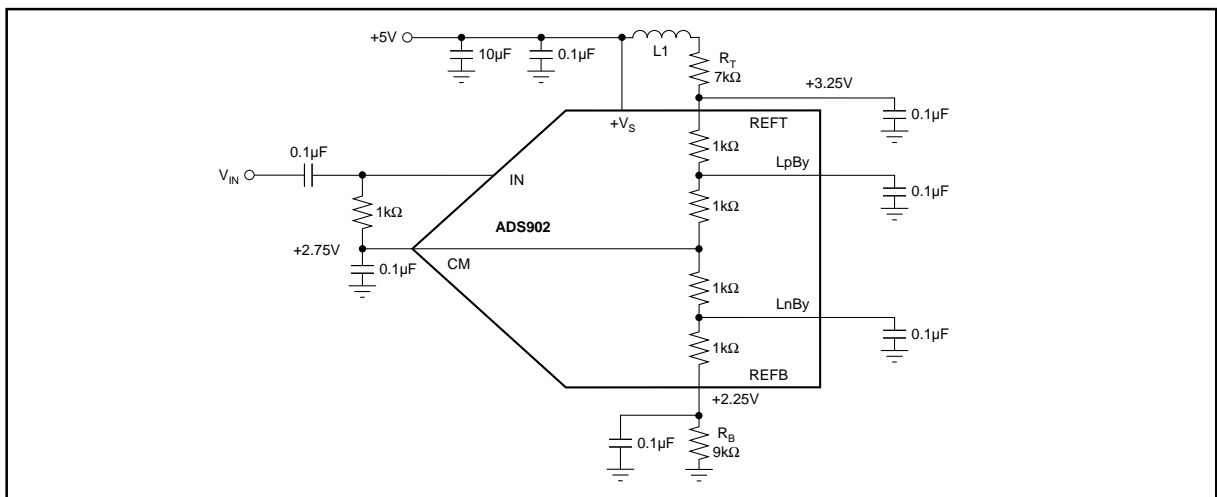 +5V
10µF
0.1µF
L1
R_T
7kΩ
+3.25V
0.1µF
+V_S
REFT
1kΩ
LpBy
0.1µF
0.1µF
V_IN
IN
1kΩ
1kΩ
ADS902
+2.75V
CM
0.1µF
1kΩ
LnBy
0.1µF
1kΩ
REFB
+2.25V
0.1µF
R_B
9kΩ